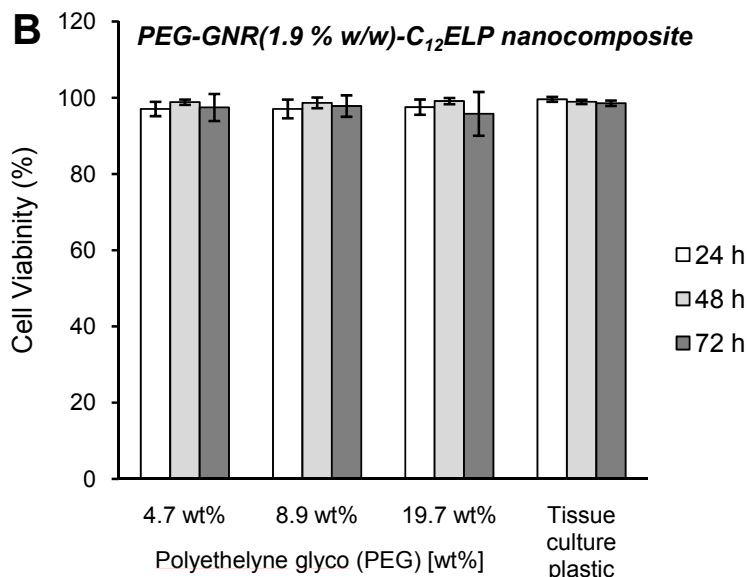 B
PEG-GNR(1.9 % w/w)-C₁₂ELP nanocomposite
Cell Viabinity (%)
120
100
80
60
40
20
0
24 h
48 h
72 h
4.7 wt%
8.9 wt%
19.7 wt%
Tissue
culture
plastic
Polyethelyne glyco (PEG) [wt%]